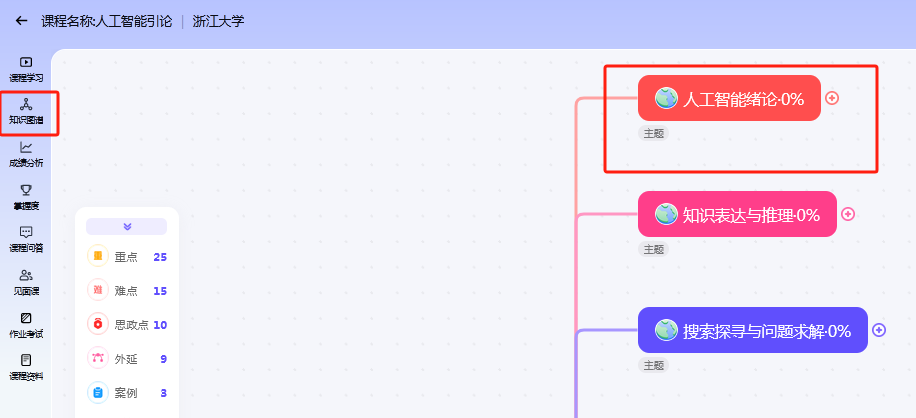 课程名称:人工智能引论 | 浙江大学
课程学习
知识图谱
成绩分析
掌握度
课程问答
见面课
作业考试
课程资料
重点 25
难点 15
思政点 10
外延 9
案例 3
人工智能绪论·0%
主题
知识表达与推理·0%
主题
搜索探寻与问题求解·0%
主题